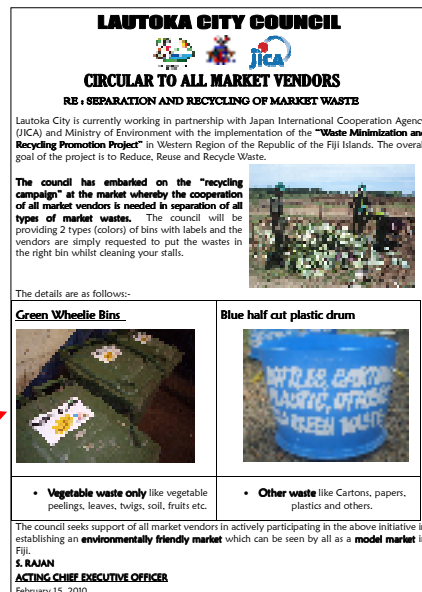 LAUTOKA CITY COUNCIL
JICA
CIRCULAR TO ALL MARKET VENDORS
RE : SEPARATION AND RECYCLING OF MARKET WASTE
Lautoka City is currently working in partnership with Japan International Cooperation Agenc
(JICA) and Ministry of Environment with the implementation of the "Waste Minimization and
Recycling Promotion Project" in Western Region of the Republic of the Fiji Islands. The overal
goal of the project is to Reduce, Reuse and Recycle Waste.
The council has embarked on the "recycling
campaign" at the market whereby the cooperation
of all market vendors is needed in separation of all
types of market wastes. The council will be
providing 2 types (colors) of bins with labels and the
vendors are simply requested to put the wastes in
the right bin whilst cleaning your stalls.
The details are as follows:-
Green Wheelie Bins
Blue half cut plastic drum
BOTTLES, CARTON
PLASTIC, OTHERS
NO GREEN WASTE
• Vegetable waste only like vegetable
peelings, leaves, twigs, soil, fruits etc.
• Other waste like Cartons, papers,
plastics and others.
The council seeks support of all market vendors in actively participating in the above initiative i
establishing an environmentally friendly market which can be seen by all as a model market i
Fiji.
S. RAJAN
ACTING CHIEF EXECUTIVE OFFICER
February 15, 2010